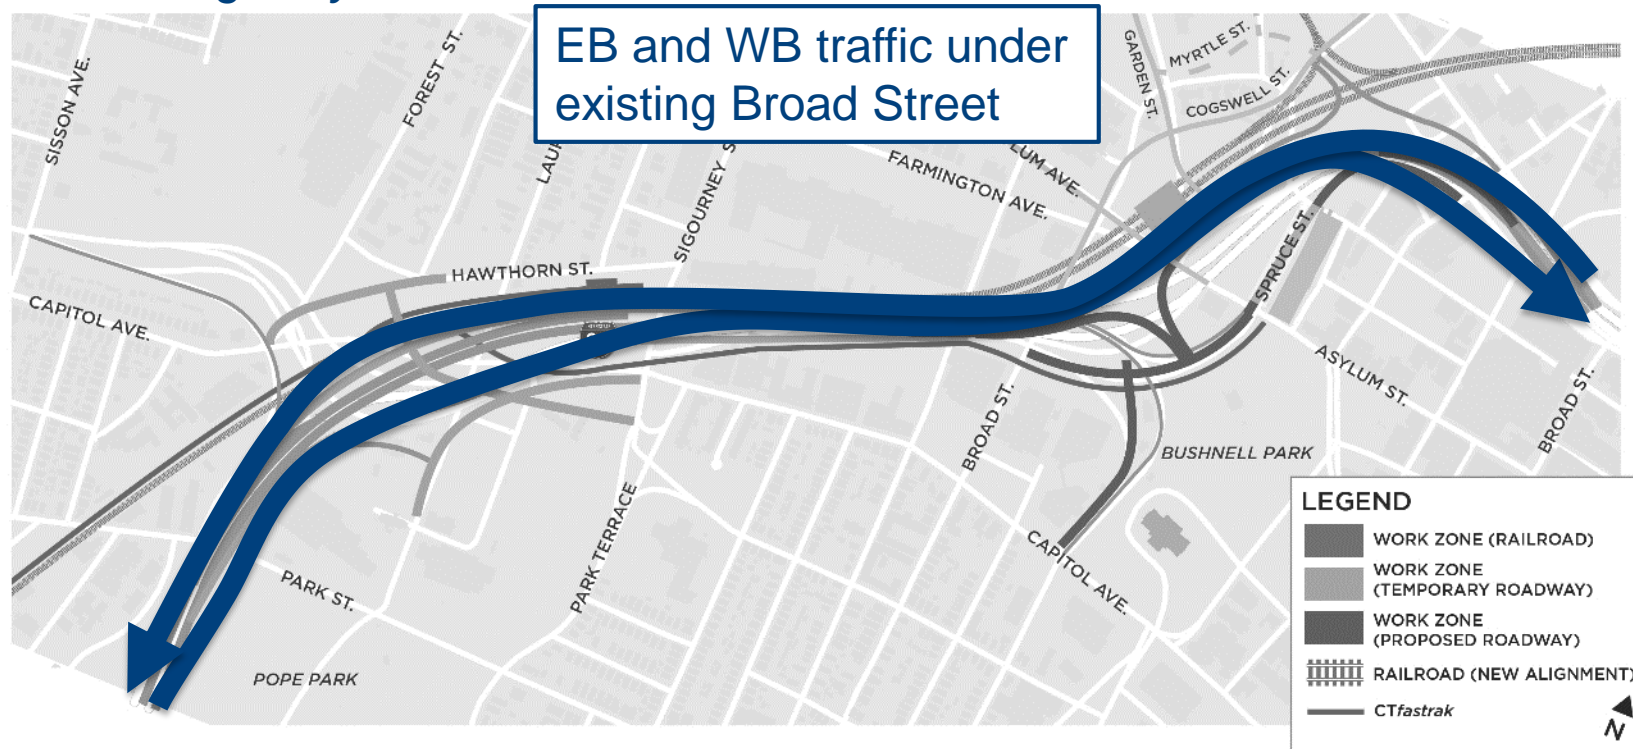 EB and WB traffic under
existing Broad Street
SISSON AVE.
FOREST ST.
SIGOURNEY
GARDEN ST.
MYRTLE ST.
COGSWELL ST.
AVE.
FARMINGTON AVE.
HAWTHORN ST.
CAPITOL AVE.
SPRUCE ST.
ASYLUM ST.
BROAD ST.
BROAD ST.
BUSHNELL PARK
PARK TERRACE
CAPITOL AVE.
PARK ST.
POPE PARK
LEGEND
WORK ZONE (RAILROAD)
WORK ZONE
(TEMPORARY ROADWAY)
WORK ZONE
(PROPOSED ROADWAY)
RAILROAD (NEW ALIGNMENT)
CTfastrak
N